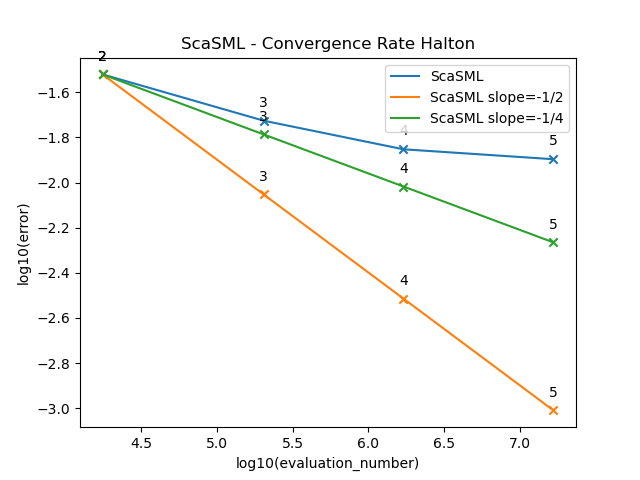 ScaSML - Convergence Rate Halton
ScaSML
ScaSML slope=-1/2
ScaSML slope=-1/4
2
3
3
3
4
4
4
5
5
5
−1.6
−1.8
−2.0
−2.2
−2.4
−2.6
−2.8
−3.0
log10(error)
4.5 5.0 5.5 6.0 6.5 7.0
log10(evaluation_number)